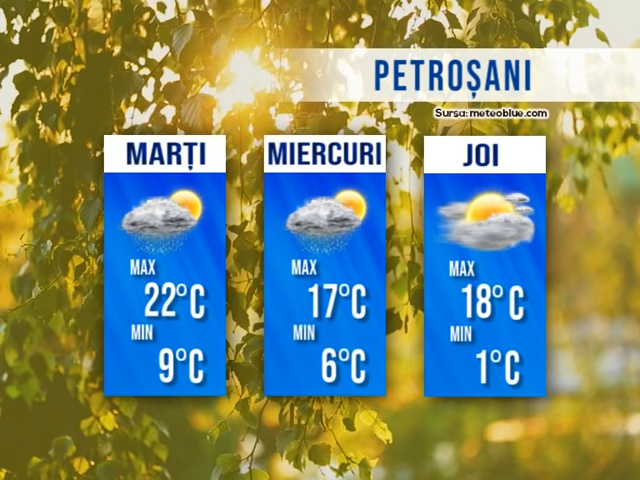 PETROȘANI
Sursa: meteoblue.com
MARȚI
MAX
22°C
MIN
9°C
MIERCURI
MAX
17°C
MIN
6°C
JOI
MAX
18°C
MIN
1°C